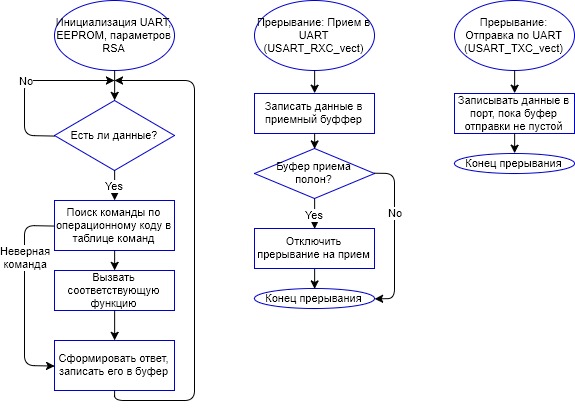 Инициализация UART,
EEPROM, параметров
RSA
No
Есть ли данные?
Yes
Поиск команды по
операционному коду в
таблице команд
Неверная
команда
Вызвать
соответствующую
функцию
Сформировать ответ,
записать его в буфер
Прерывание: Прием в
UART
(USART_RXC_vect)
Записать данные в
приемный буффер
Буфер приема
полон?
No
Yes
Отключить
прерывание на прием
Конец прерывания
Прерывание:
Отправка по UART
(USART_TXC_vect)
Записывать данные в
порт, пока буфер
отправки не пустой
Конец прерывания